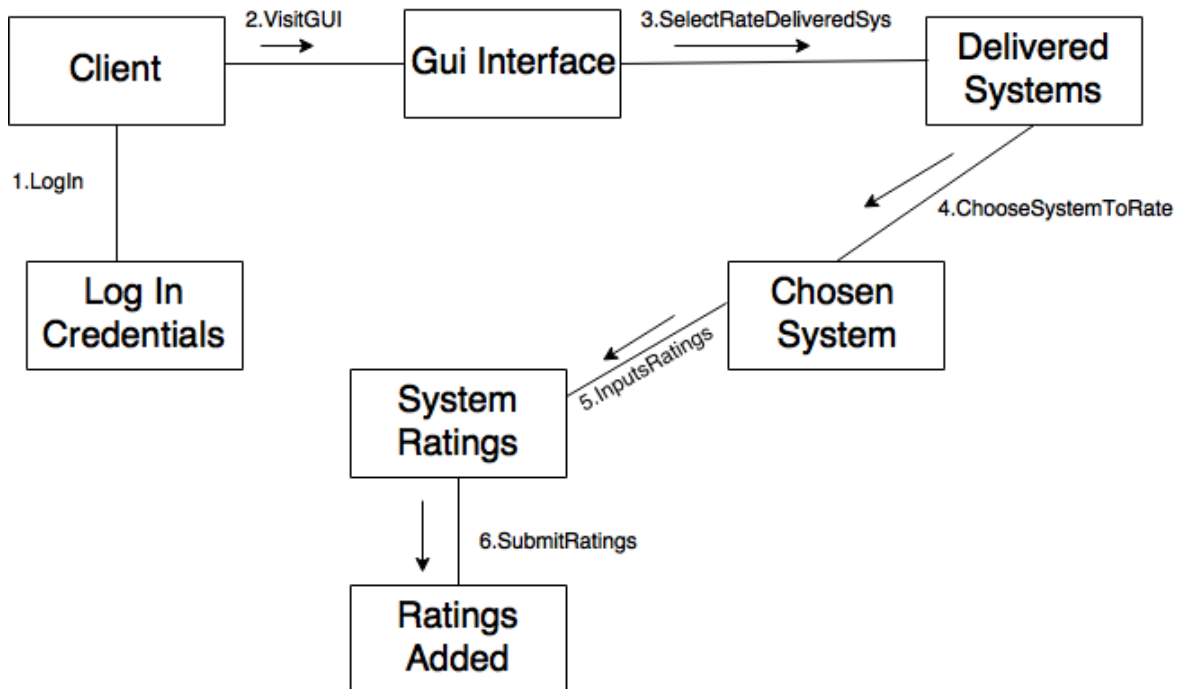 2.VisitGUI
3.SelectRateDeliveredSys
Client
Gui Interface
Delivered
Systems
1.LogIn
4.ChooseSystemToRate
Log In
Credentials
Chosen
System
5.InputsRatings
System
Ratings
6.SubmitRatings
Ratings
Added